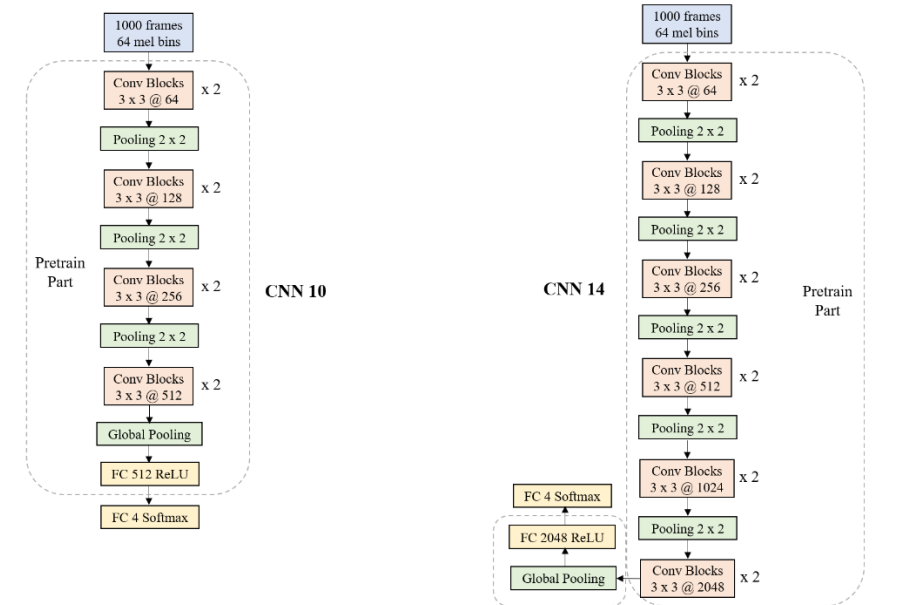 1000 frames
64 mel bins
Conv Blocks
3 x 3 @ 64
x 2
Pooling 2 x 2
Conv Blocks
3 x 3 @ 128
x 2
Pooling 2 x 2
Conv Blocks
3 x 3 @ 256
x 2
Pooling 2 x 2
Conv Blocks
3 x 3 @ 512
x 2
Global Pooling
FC 512 ReLU
FC 4 Softmax
Pretrain
Part
CNN 10
1000 frames
64 mel bins
Conv Blocks
3 x 3 @ 64
x 2
Pooling 2 x 2
Conv Blocks
3 x 3 @ 128
x 2
Pooling 2 x 2
Conv Blocks
3 x 3 @ 256
x 2
Pooling 2 x 2
Conv Blocks
3 x 3 @ 512
x 2
Pooling 2 x 2
Conv Blocks
3 x 3 @ 1024
x 2
Pooling 2 x 2
Conv Blocks
3 x 3 @ 2048
x 2
Global Pooling
FC 2048 ReLU
FC 4 Softmax
CNN 14
Pretrain
Part